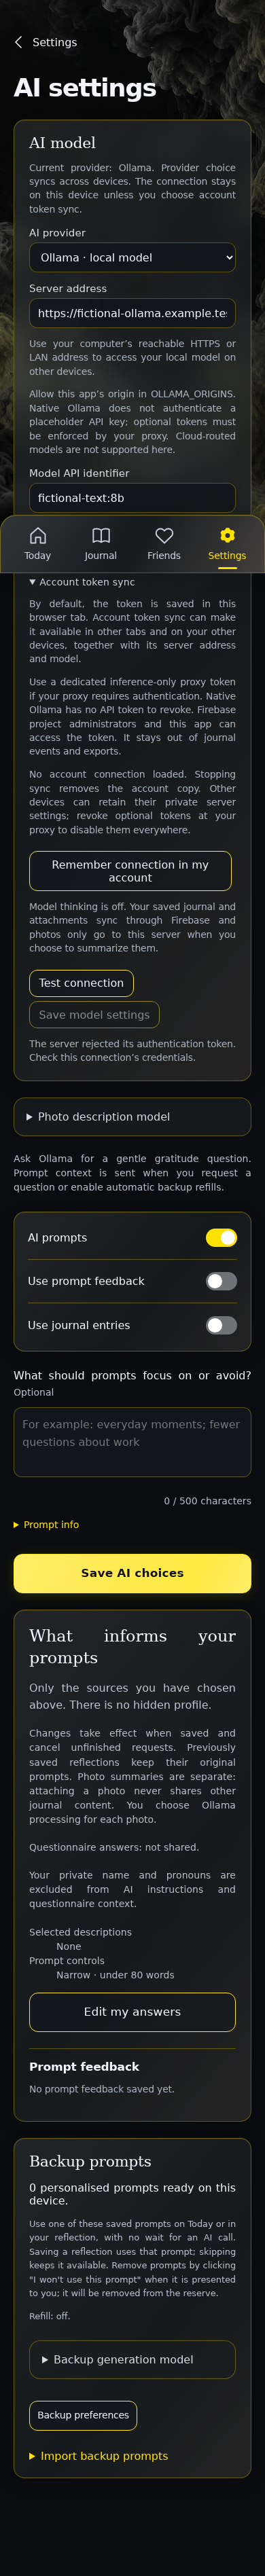 Settings
AI settings
AI model
Current provider: Ollama. Provider choice
syncs across devices. The connection stays
on this device unless you choose account
token sync.
AI provider
Ollama · local model
Server address
https://fictional-ollama.example.te
Use your computer's reachable HTTPS or
LAN address to access your local model on
other devices.
Allow this app's origin in OLLAMA_ORIGINS.
Native Ollama does not authenticate a
placeholder API key; optional tokens must
be enforced by your proxy. Cloud-routed
models are not supported here.
Model API identifier
fictional-text:8b
Today
Journal
Friends
Settings
▼ Account token sync
By default, the token is saved in this
browser tab. Account token sync can make
it available in other tabs and on your other
devices, together with its server address
and model.
Use a dedicated inference-only proxy token
if your proxy requires authentication. Native
Ollama has no API token to revoke. Firebase
project administrators and this app can
access the token. It stays out of journal
events and exports.
No account connection loaded. Stopping
sync removes the account copy. Other
devices can retain their private server
settings; revoke optional tokens at your
proxy to disable them everywhere.
Remember connection in my
account
Model thinking is off. Your saved journal and
attachments sync through Firebase and
photos only go to this server when you
choose to summarize them.
Test connection
Save model settings
The server rejected its authentication token.
Check this connection's credentials.
▶ Photo description model
Ask Ollama for a gentle gratitude question.
Prompt context is sent when you request a
question or enable automatic backup refills.
AI prompts
Use prompt feedback
Use journal entries
What should prompts focus on or avoid?
Optional
For example: everyday moments; fewer
questions about work
0 / 500 characters
▶ Prompt info
Save AI choices
What informs your
prompts
Only the sources you have chosen
above. There is no hidden profile.
Changes take effect when saved and
cancel unfinished requests. Previously
saved reflections keep their original
prompts. Photo summaries are separate:
attaching a photo never shares other
journal content. You choose Ollama
processing for each photo.
Questionnaire answers: not shared.
Your private name and pronouns are
excluded from AI instructions and
questionnaire context.
Selected descriptions
None
Prompt controls
Narrow · under 80 words
Edit my answers
Prompt feedback
No prompt feedback saved yet.
Backup prompts
0 personalised prompts ready on this
device.
Use one of these saved prompts on Today or in
your reflection, with no wait for an AI call.
Saving a reflection uses that prompt; skipping
keeps it available. Remove prompts by clicking
"I won't use this prompt" when it is presented
to you; it will be removed from the reserve.
Refill: off.
▶ Backup generation model
Backup preferences
▶ Import backup prompts